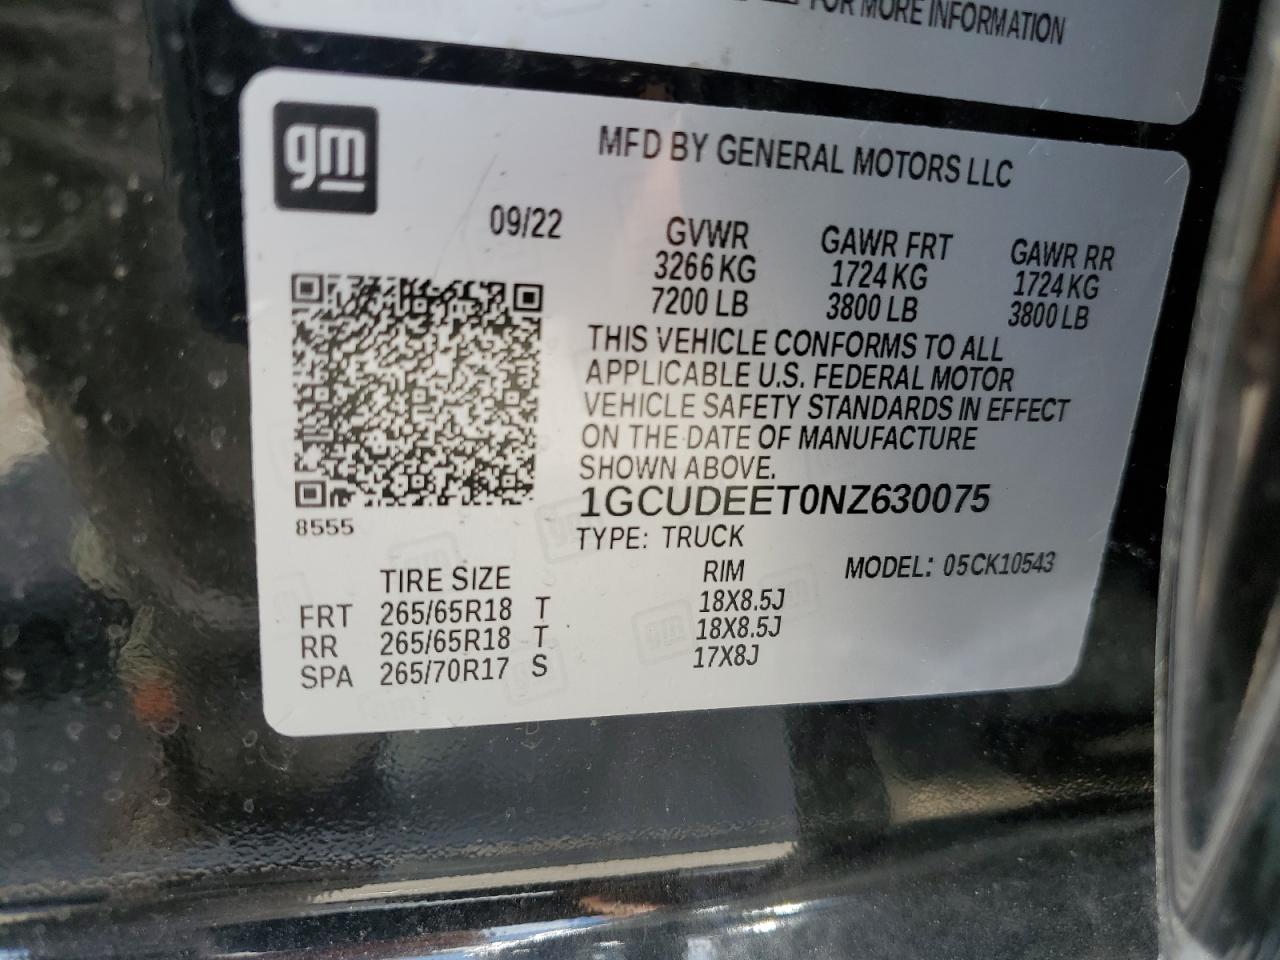 FOR MORE INFORMATION
gm
MFD BY GENERAL MOTORS LLC
09/22
GVWR GAWR FRT GAWR RR
3266 KG 1724 KG 1724 KG
7200 LB 3800 LB 3800 LB
THIS VEHICLE CONFORMS TO ALL
APPLICABLE U.S. FEDERAL MOTOR
VEHICLE SAFETY STANDARDS IN EFFECT
ON THE DATE OF MANUFACTURE
SHOWN ABOVE.
1GCUDEET0NZ630075
8555
TYPE: TRUCK
TIRE SIZE RIM MODEL: 05CK10543
FRT 265/65R18 T 18X8.5J
RR 265/65R18 T 18X8.5J
SPA 265/70R17 S 17X8J